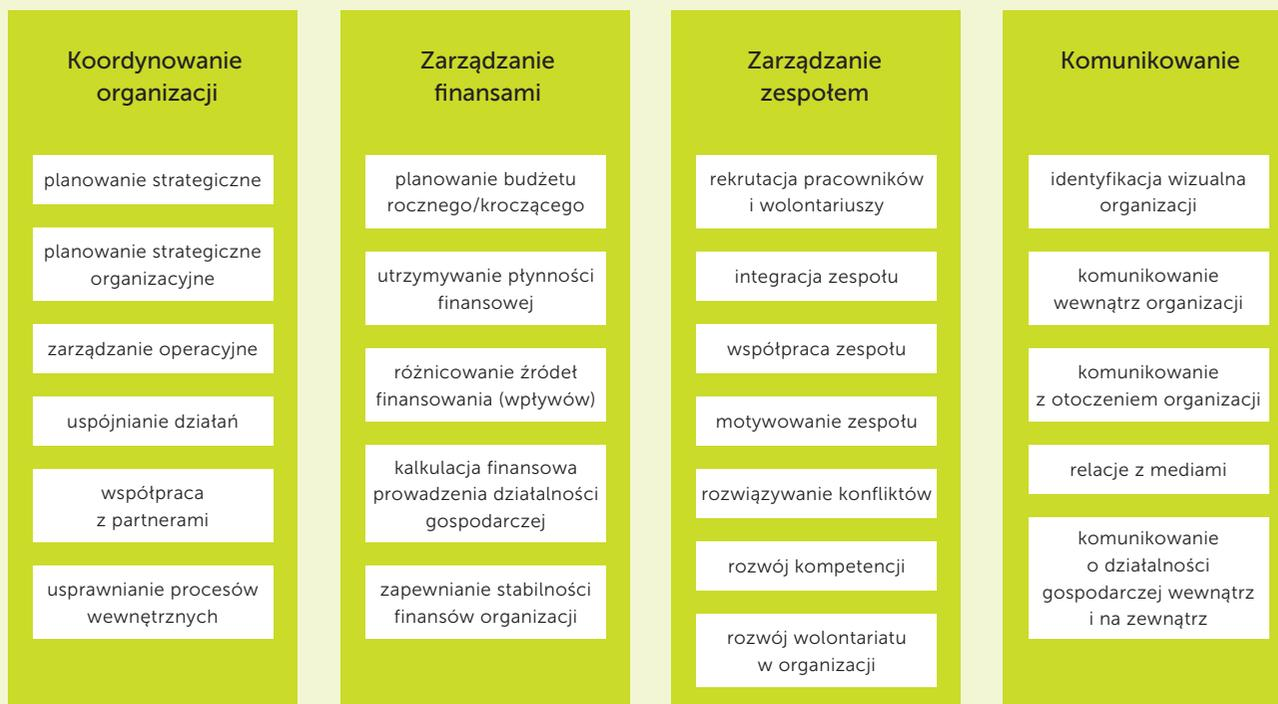 Koordynowanie
organizacji
planowanie strategiczne
planowanie strategiczne
organizacyjne
zarządzanie operacyjne
uspójnianie działań
współpraca
z partnerami
usprawnianie procesów
wewnętrznych
Zarządzanie
finansami
planowanie budżetu
rocznego/kroczącego
utrzymywanie płynności
finansowej
różnicowanie źródeł
finansowania (wpływów)
kalkulacja finansowa
prowadzenia działalności
gospodarczej
zapewnianie stabilności
finansów organizacji
Zarządzanie
zespołem
rekrutacja pracowników
i wolontariuszy
integracja zespołu
współpraca zespołu
motywowanie zespołu
rozwiązywanie konfliktów
rozwój kompetencji
rozwój wolontariatu
w organizacji
Komunikowanie
identyfikacja wizualna
organizacji
komunikowanie
wewnątrz organizacji
komunikowanie
z otoczeniem organizacji
relacje z mediami
komunikowanie
o działalności
gospodarczej wewnątrz
i na zewnątrz